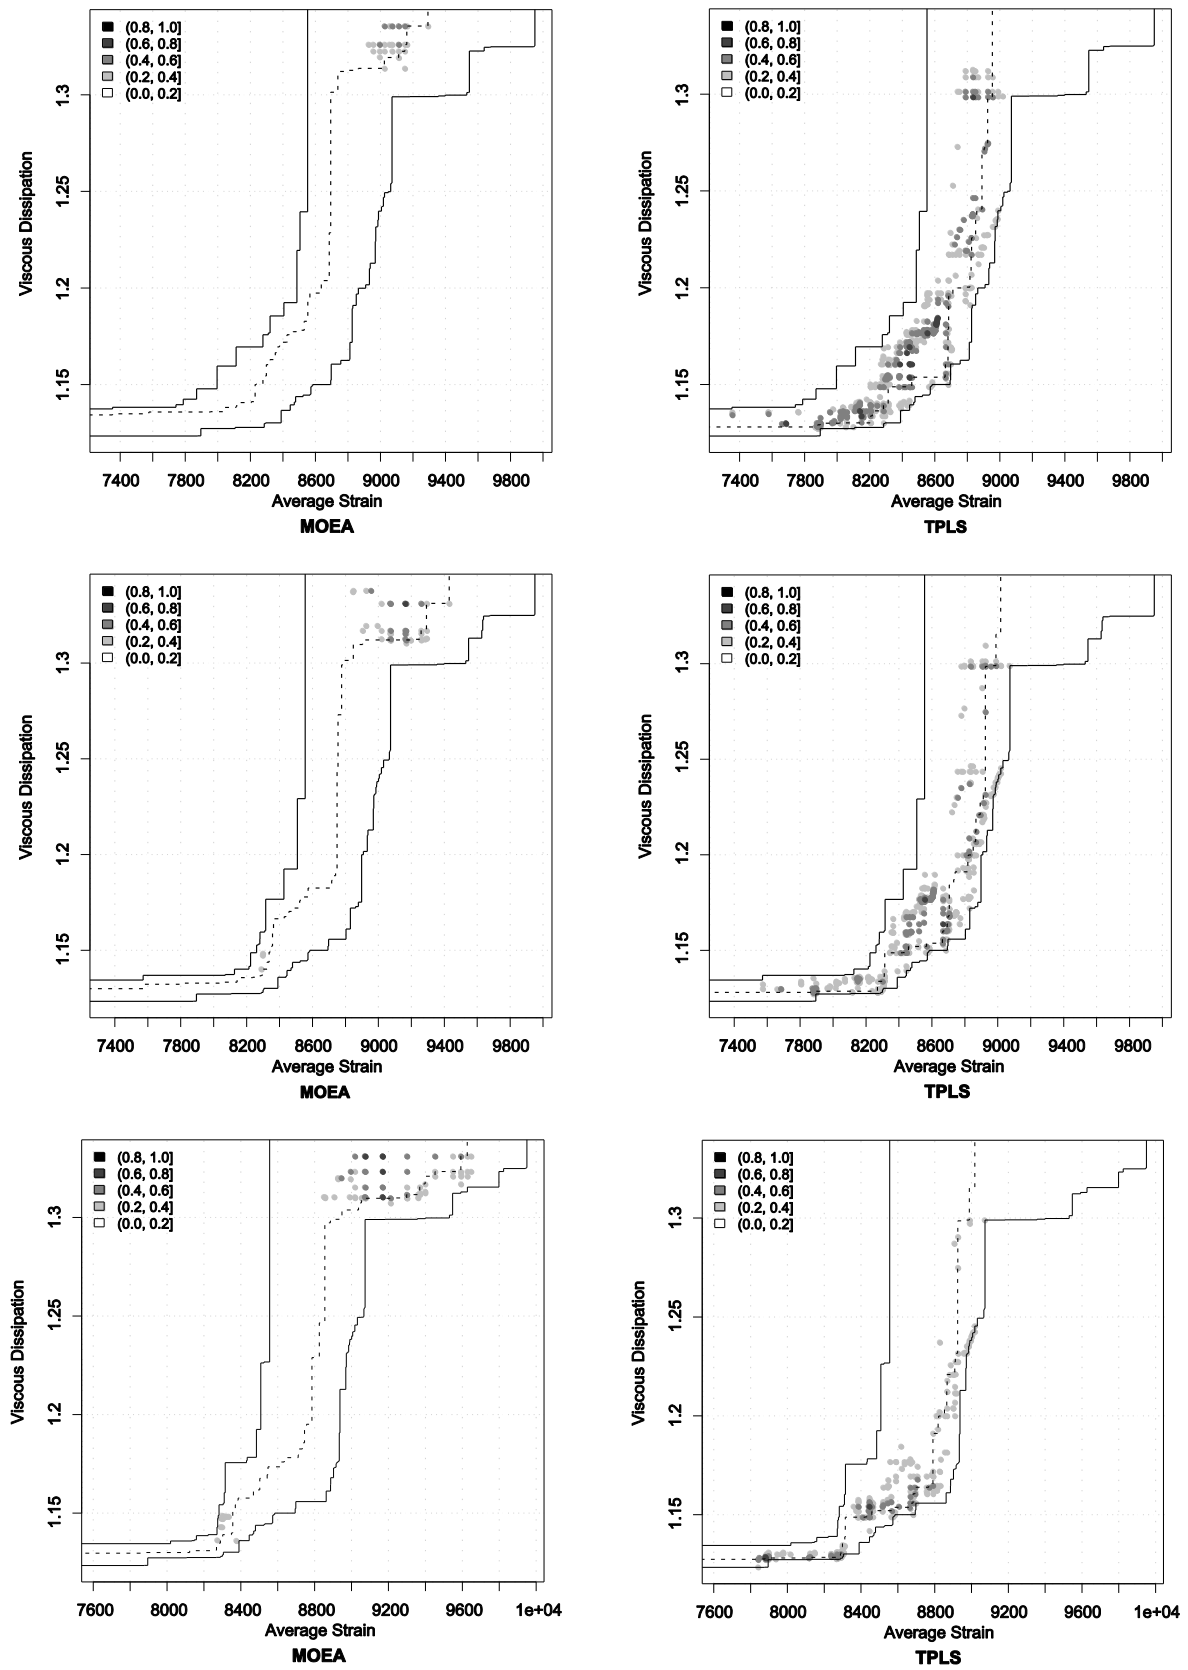 (0.8, 1.0]
(0.6, 0.8]
(0.4, 0.6]
(0.2, 0.4]
(0.0, 0.2]
1.3
1.25
1.2
1.15
Viscous Dissipation
7400 7800 8200 8600 9000 9400 9800
Average Strain
MOEA
(0.8, 1.0]
(0.6, 0.8]
(0.4, 0.6]
(0.2, 0.4]
(0.0, 0.2]
1.3
1.25
1.2
1.15
Viscous Dissipation
7400 7800 8200 8600 9000 9400 9800
Average Strain
TPLS
(0.8, 1.0]
(0.6, 0.8]
(0.4, 0.6]
(0.2, 0.4]
(0.0, 0.2]
1.3
1.25
1.2
1.15
Viscous Dissipation
7400 7800 8200 8600 9000 9400 9800
Average Strain
MOEA
(0.8, 1.0]
(0.6, 0.8]
(0.4, 0.6]
(0.2, 0.4]
(0.0, 0.2]
1.3
1.25
1.2
1.15
Viscous Dissipation
7400 7800 8200 8600 9000 9400 9800
Average Strain
TPLS
(0.8, 1.0]
(0.6, 0.8]
(0.4, 0.6]
(0.2, 0.4]
(0.0, 0.2]
1.3
1.25
1.2
1.15
Viscous Dissipation
7600 8000 8400 8800 9200 9600 1e+04
Average Strain
MOEA
(0.8, 1.0]
(0.6, 0.8]
(0.4, 0.6]
(0.2, 0.4]
(0.0, 0.2]
1.3
1.25
1.2
1.15
Viscous Dissipation
7600 8000 8400 8800 9200 9600 1e+04
Average Strain
TPLS